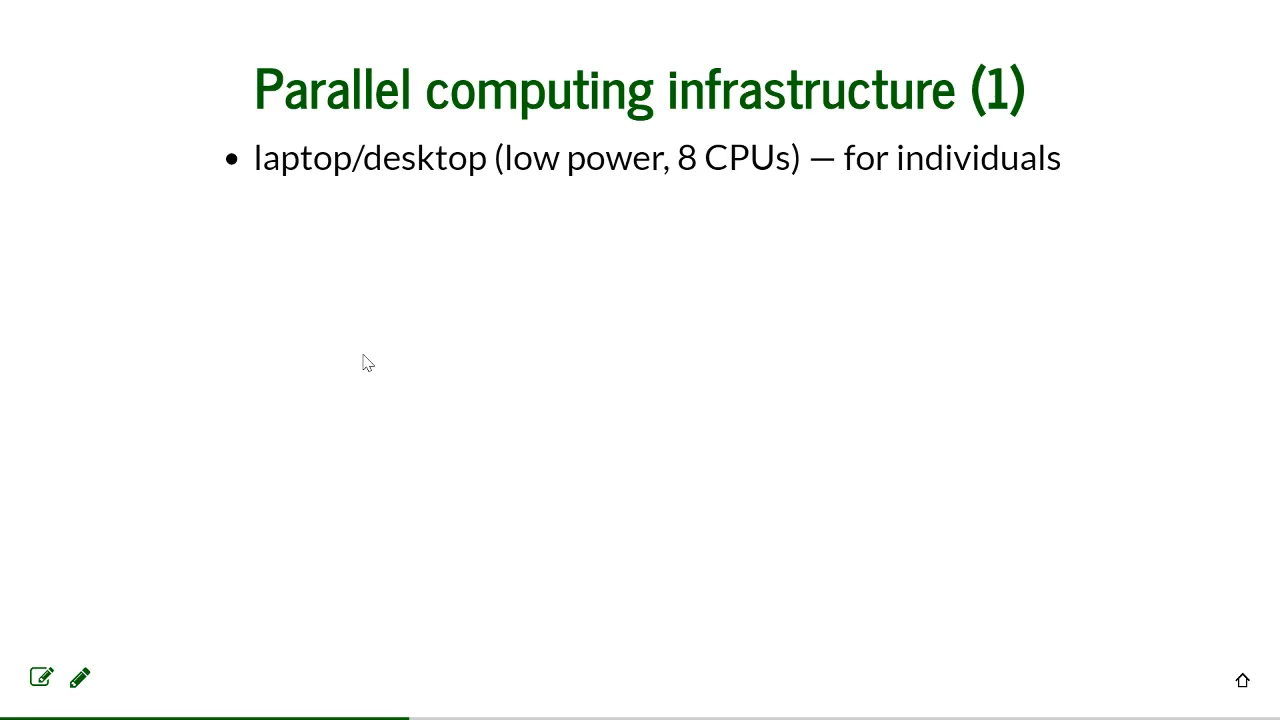 Parallel computing infrastructure (1)
• laptop/desktop (low power, 8 CPUs) — for individuals